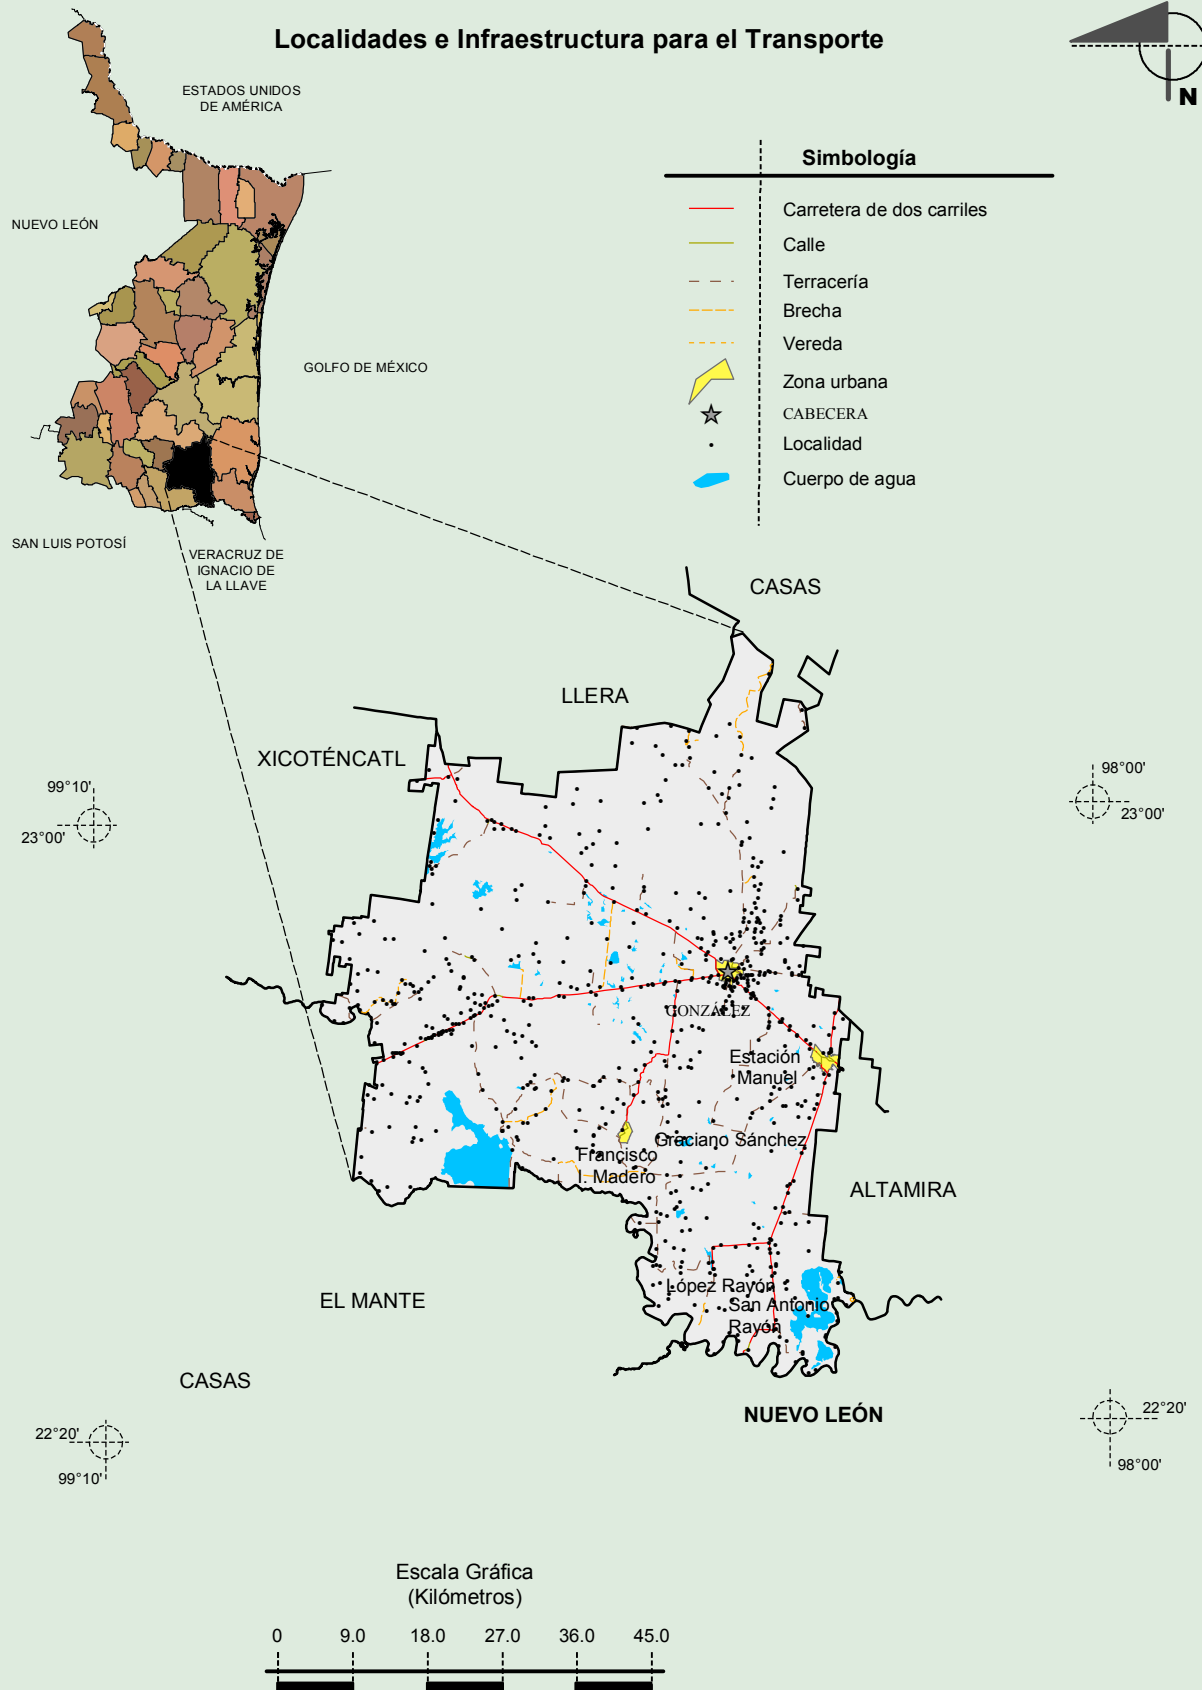 Localidades e Infraestructura para el Transporte
N
ESTADOS UNIDOS
DE AMÉRICA
NUEVO LEÓN
GOLFO DE MÉXICO
SAN LUIS POTOSÍ
VERACRUZ DE
IGNACIO DE
LA LLAVE
Simbología
Carretera de dos carriles
Calle
Terracería
Brecha
Vereda
Zona urbana
CABECERA
Localidad
Cuerpo de agua
CASAS
LLERA
XICOTÉNCATL
99°10'
23°00'
98°00'
23°00'
GONZÁLEZ
Estación
Manuel
Graciano Sánchez
Francisco
I. Madero
ALTAMIRA
López Rayón
San Antonio
Rayón
EL MANTE
CASAS
NUEVO LEÓN
22°20'
99°10'
22°20'
98°00'
Escala Gráfica
(Kilómetros)
0 9.0 18.0 27.0 36.0 45.0